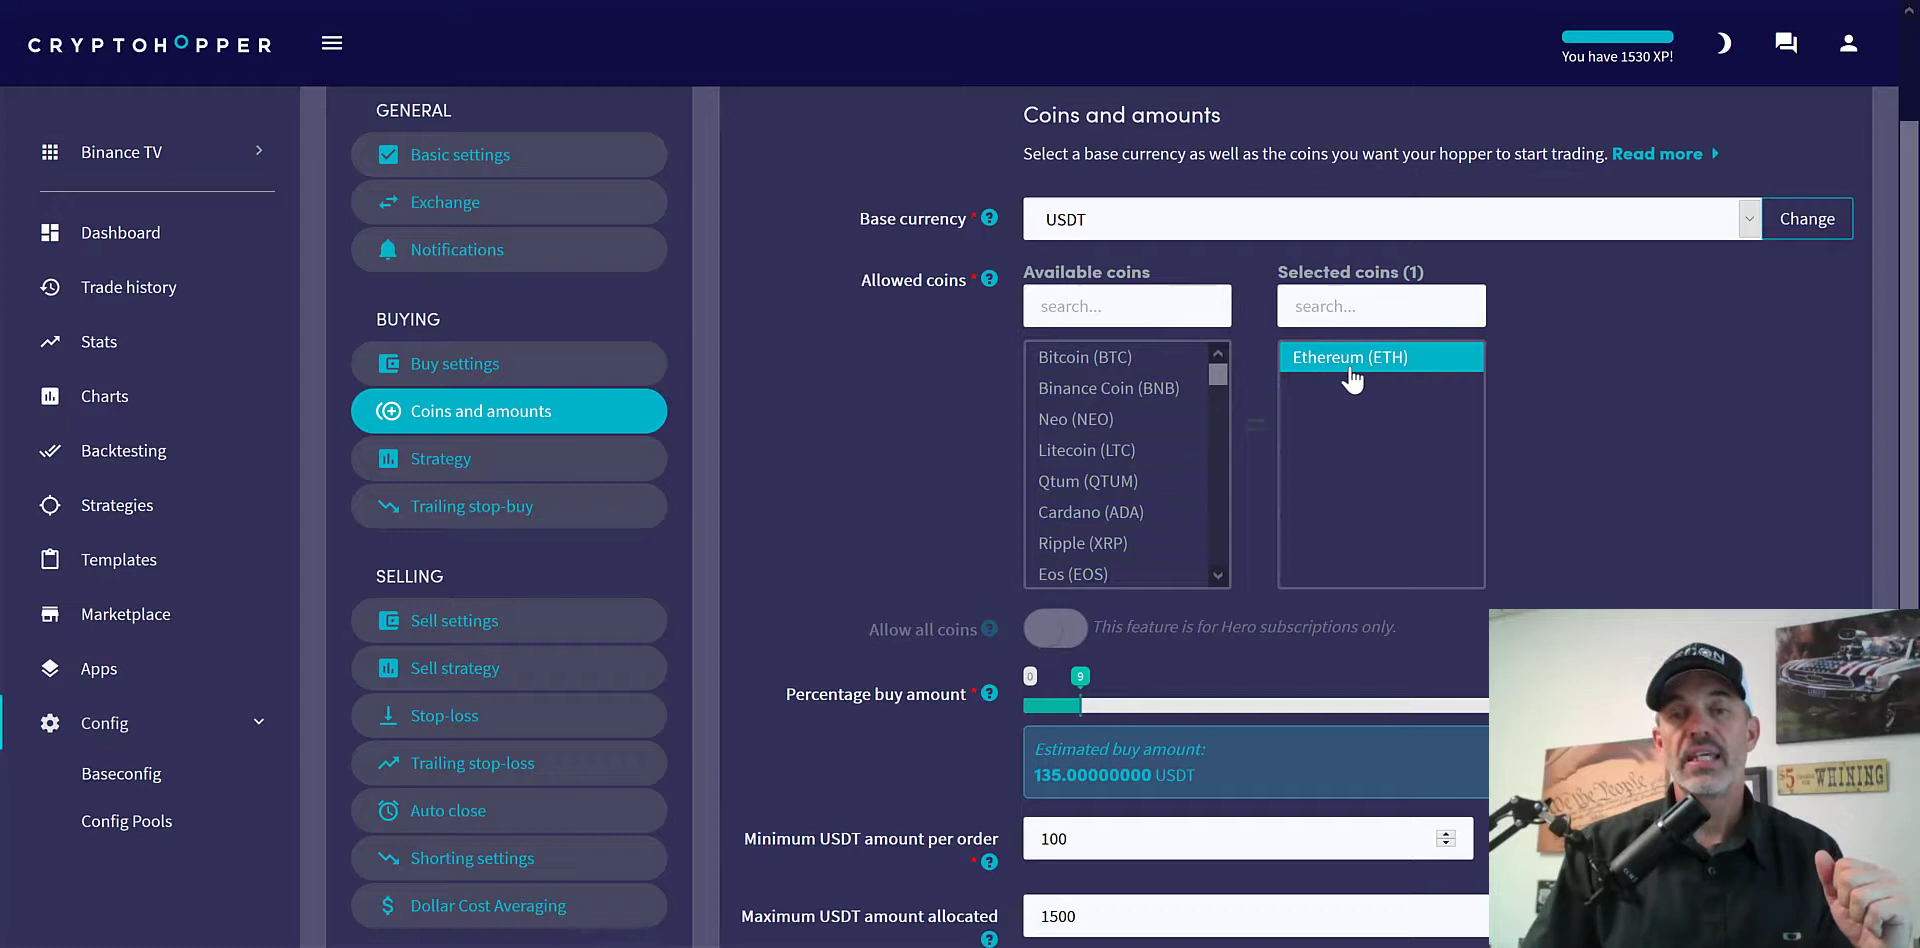 CRYPTOHOPPER
You have 1530 XP!
Binance TV
Dashboard
Trade history
Stats
Charts
Backtesting
Strategies
Templates
Marketplace
Apps
Config
Baseconfig
Config Pools
GENERAL
Basic settings
Exchange
Notifications
BUYING
Buy settings
Coins and amounts
Strategy
Trailing stop-buy
SELLING
Sell settings
Sell strategy
Stop-loss
Trailing stop-loss
Auto close
Shorting settings
Dollar Cost Averaging
Coins and amounts
Select a base currency as well as the coins you want your hopper to start trading. Read more
Base currency * ?
USDT
Change
Allowed coins * ?
Available coins
search...
Bitcoin (BTC)
Binance Coin (BNB)
Neo (NEO)
Litecoin (LTC)
Qtum (QTUM)
Cardano (ADA)
Ripple (XRP)
Eos (EOS)
Selected coins (1)
search...
Ethereum (ETH)
Allow all coins ?
This feature is for Hero subscriptions only.
Percentage buy amount * ?
0
9
Estimated buy amount:
135.00000000 USDT
Minimum USDT amount per order
* ?
100
Maximum USDT amount allocated
?
1500
We the People
$5
WHINING